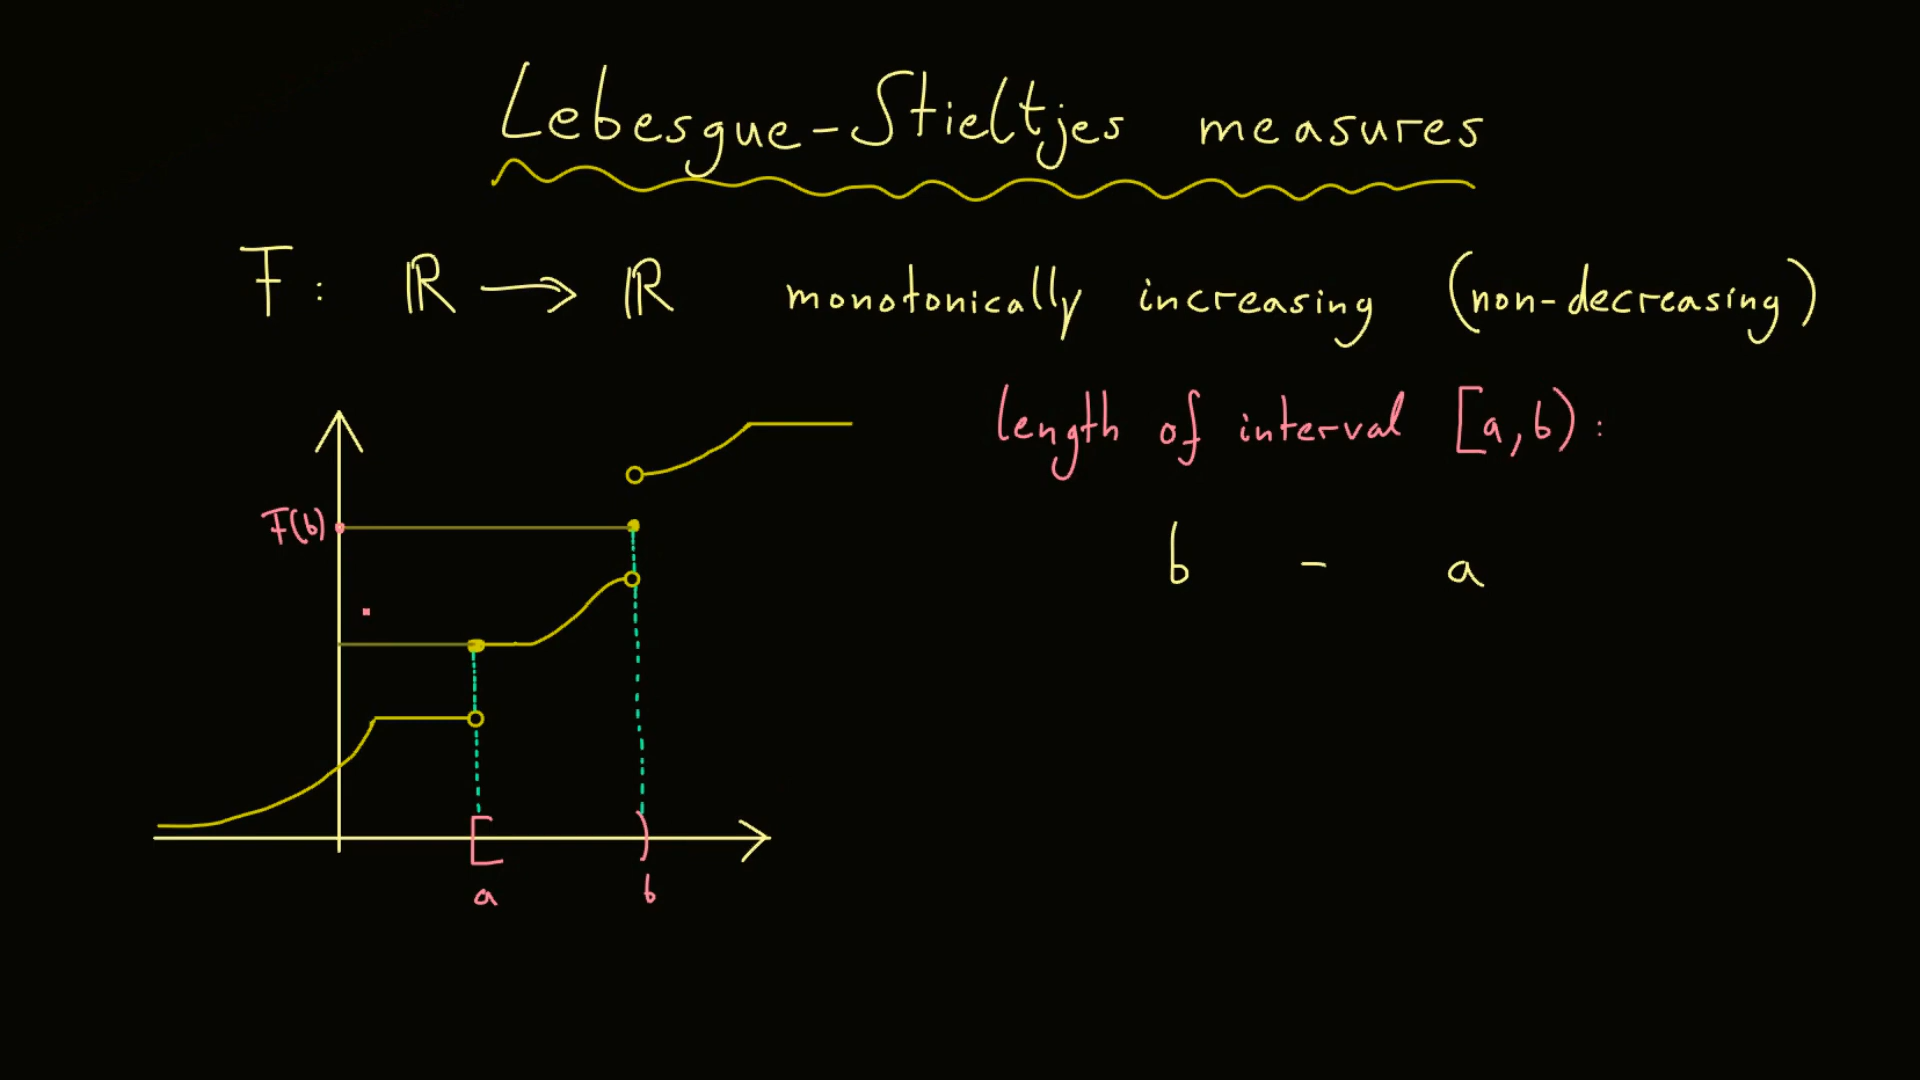 Lebesgue-Stieltjes measures
F: ℝ ⟶ ℝ monotonically increasing (non-decreasing)
length of interval [a,b):
b - a
F(b)
a
b